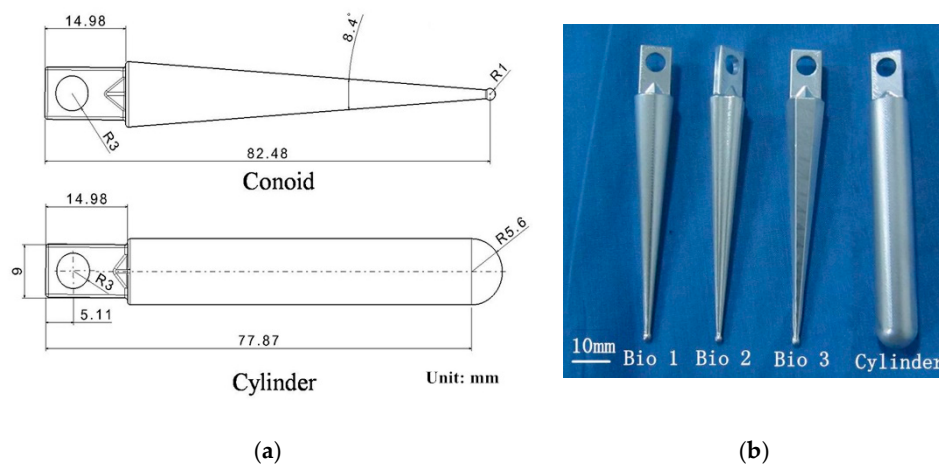 14.98
8.4°
R1
R3
82.48
Conoid
14.98
R5.6
9
R3
5.11
77.87
Cylinder
Unit: mm
10mm
Bio 1
Bio 2
Bio 3
Cylinder
(a)
(b)